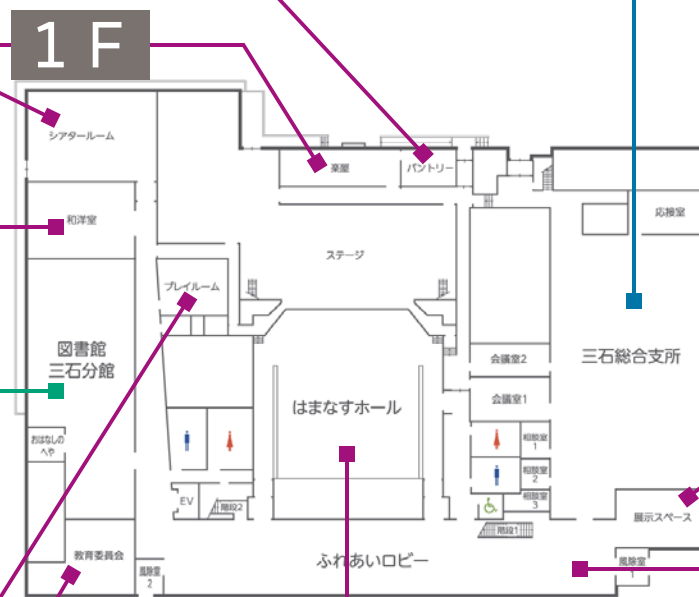 1F
シアタールーム
楽屋
パントリー
和洋室
応接室
ステージ
プレイルーム
図書館
三石分館
会議室2
三石総合支所
会議室1
はまなすホール
おはなしの
へや
相談室
1
相談室
2
相談室
3
EV
階段2
展示スペース
階段1
教育委員会
ふれあいロビー
風除室
2
風除室
1